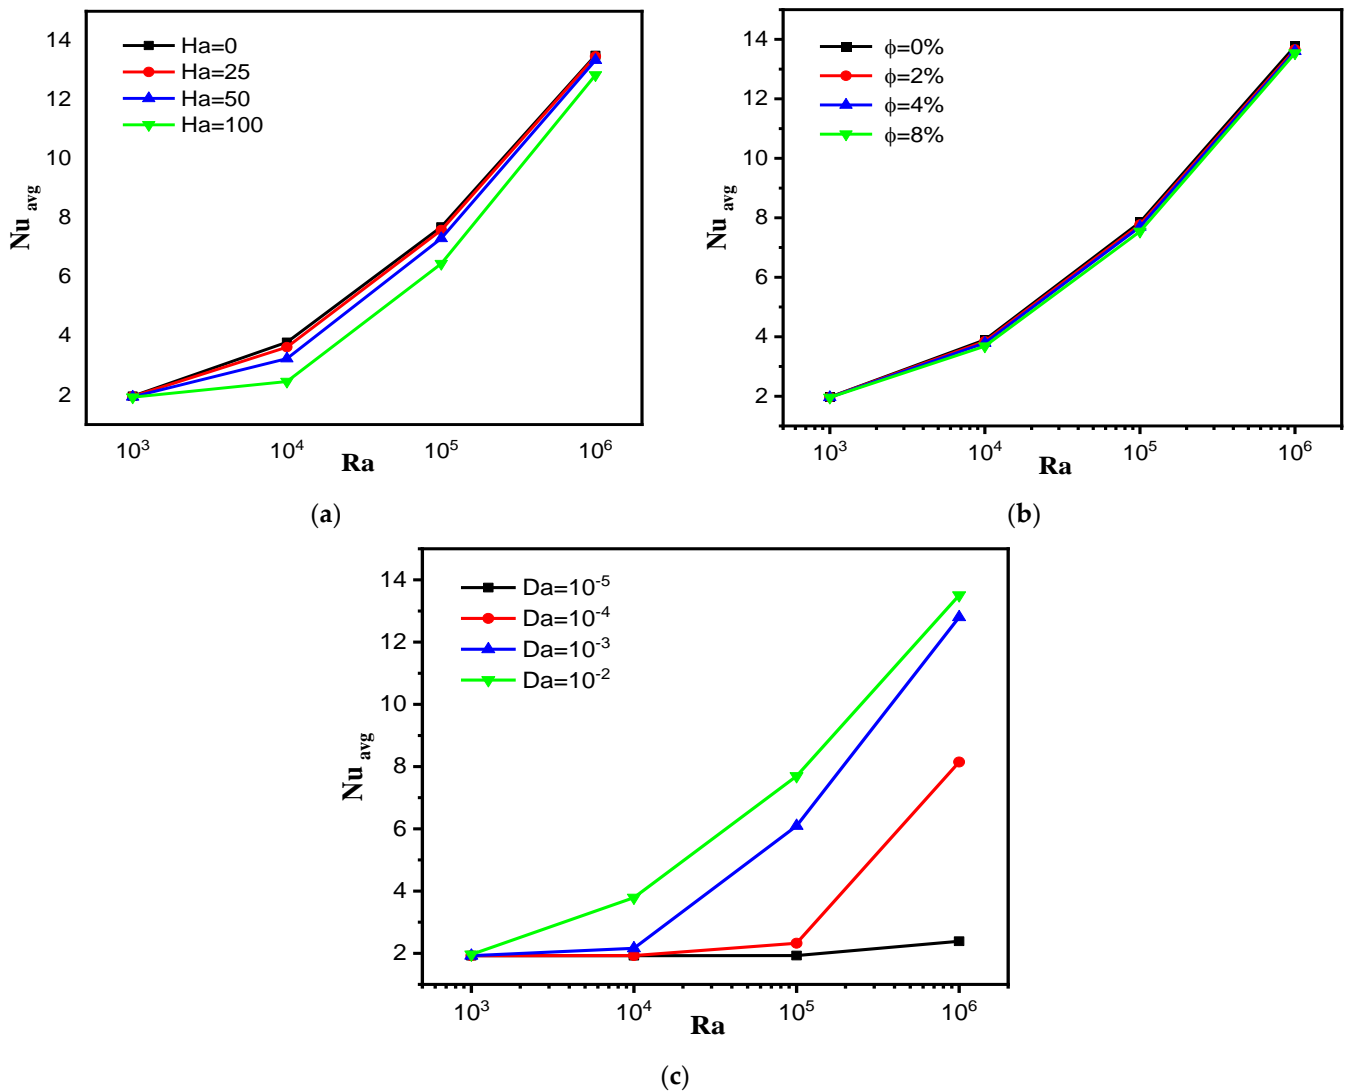 14
12
10
8
6
4
2
Nu avg
Ha=0
Ha=25
Ha=50
Ha=100
10³ 10⁴ 10⁵ 10⁶
Ra
(a)
14
12
10
8
6
4
2
Nu avg
ϕ=0%
ϕ=2%
ϕ=4%
ϕ=8%
10³ 10⁴ 10⁵ 10⁶
Ra
(b)
14
12
10
8
6
4
2
Nu avg
Da=10⁻⁵
Da=10⁻⁴
Da=10⁻³
Da=10⁻²
10³ 10⁴ 10⁵ 10⁶
Ra
(c)